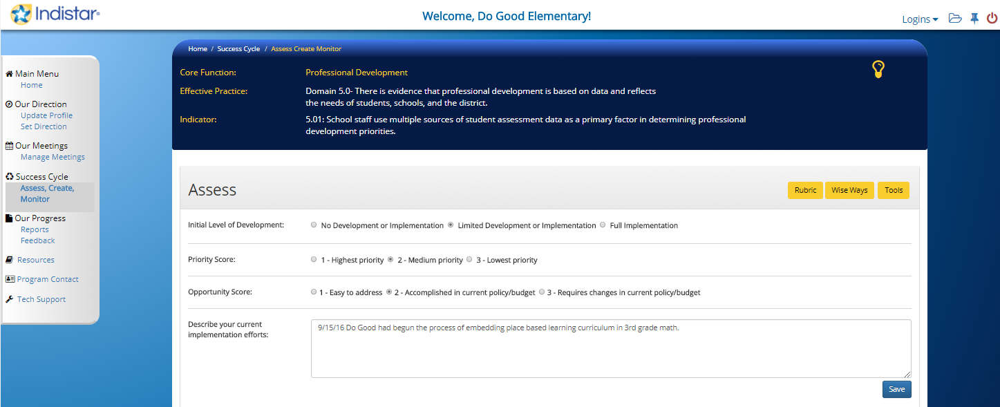 Indistar®
Welcome, Do Good Elementary!
Logins
Main Menu
Home
Our Direction
Update Profile
Set Direction
Our Meetings
Manage Meetings
Success Cycle
Assess, Create,
Monitor
Our Progress
Reports
Feedback
Resources
Program Contact
Tech Support
Home / Success Cycle / Assess Create Monitor
Core Function: Professional Development
Effective Practice: Domain 5.0- There is evidence that professional development is based on data and reflects
the needs of students, schools, and the district.
Indicator: 5.01: School staff use multiple sources of student assessment data as a primary factor in determining professional
development priorities.
Assess
Rubric Wise Ways Tools
Initial Level of Development: No Development or Implementation Limited Development or Implementation Full Implementation
Priority Score: 1 - Highest priority 2 - Medium priority 3 - Lowest priority
Opportunity Score: 1 - Easy to address 2 - Accomplished in current policy/budget 3 - Requires changes in current policy/budget
Describe your current
implementation efforts:
9/15/16 Do Good had begun the process of embedding place based learning curriculum in 3rd grade math.
Save